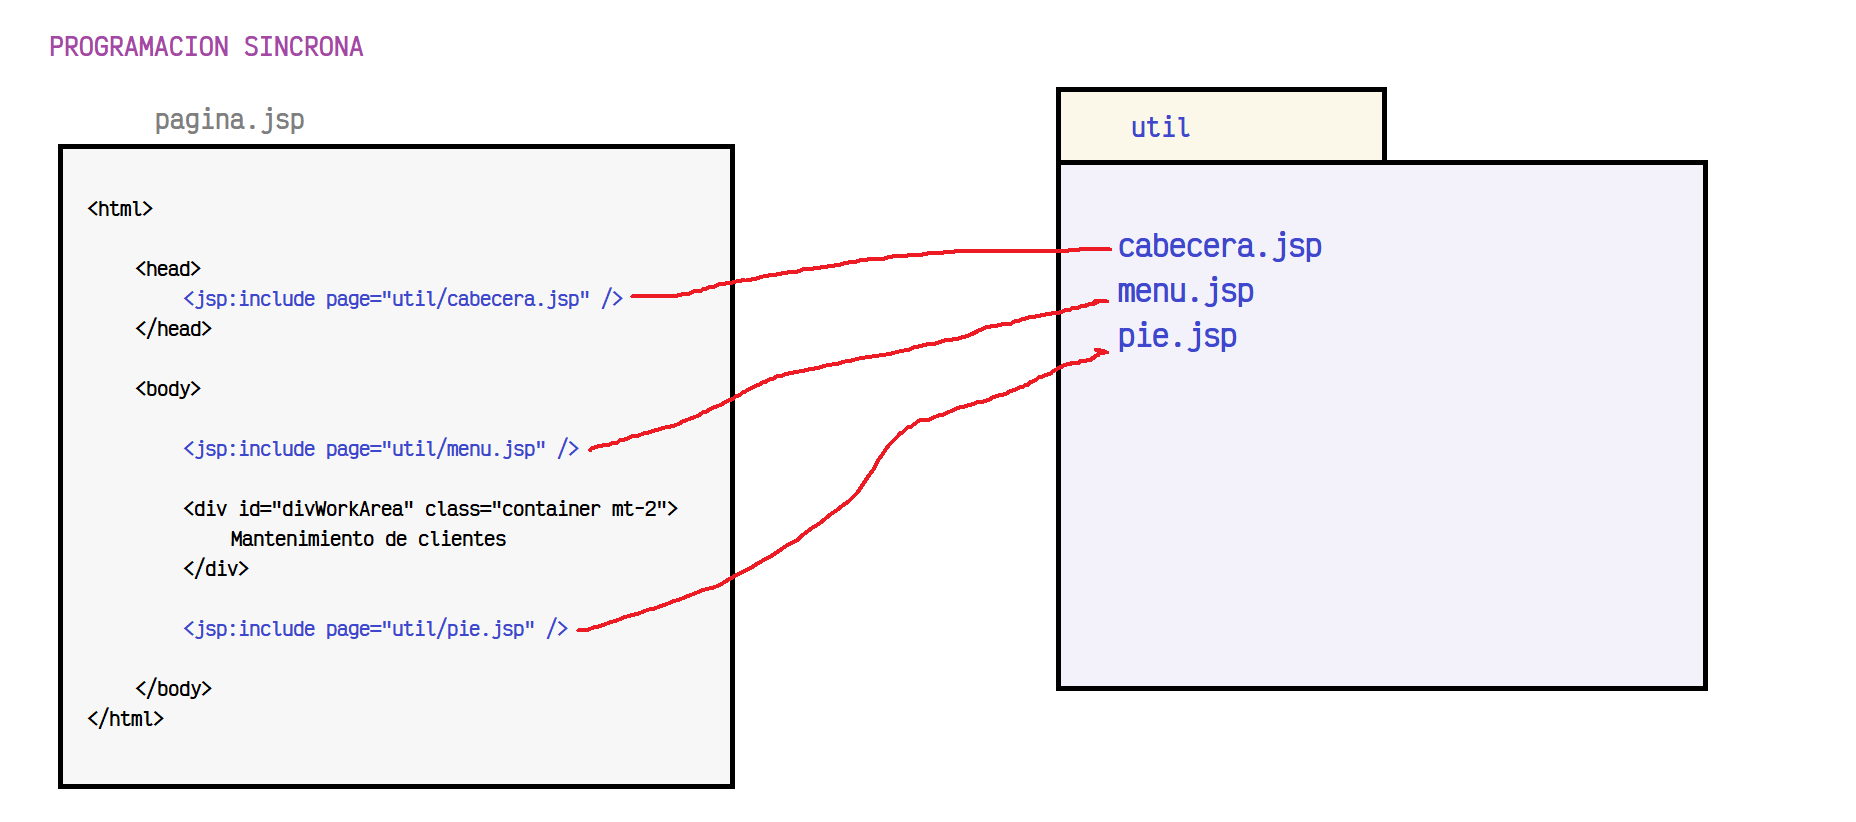 PROGRAMACION SINCRONA
pagina.jsp
<html>
<head>
<jsp:include page="util/cabecera.jsp" />
</head>
<body>
<jsp:include page="util/menu.jsp" />
<div id="divWorkArea" class="container mt-2">
Mantenimiento de clientes
</div>
<jsp:include page="util/pie.jsp" />
</body>
</html>
util
cabecera.jsp
menu.jsp
pie.jsp